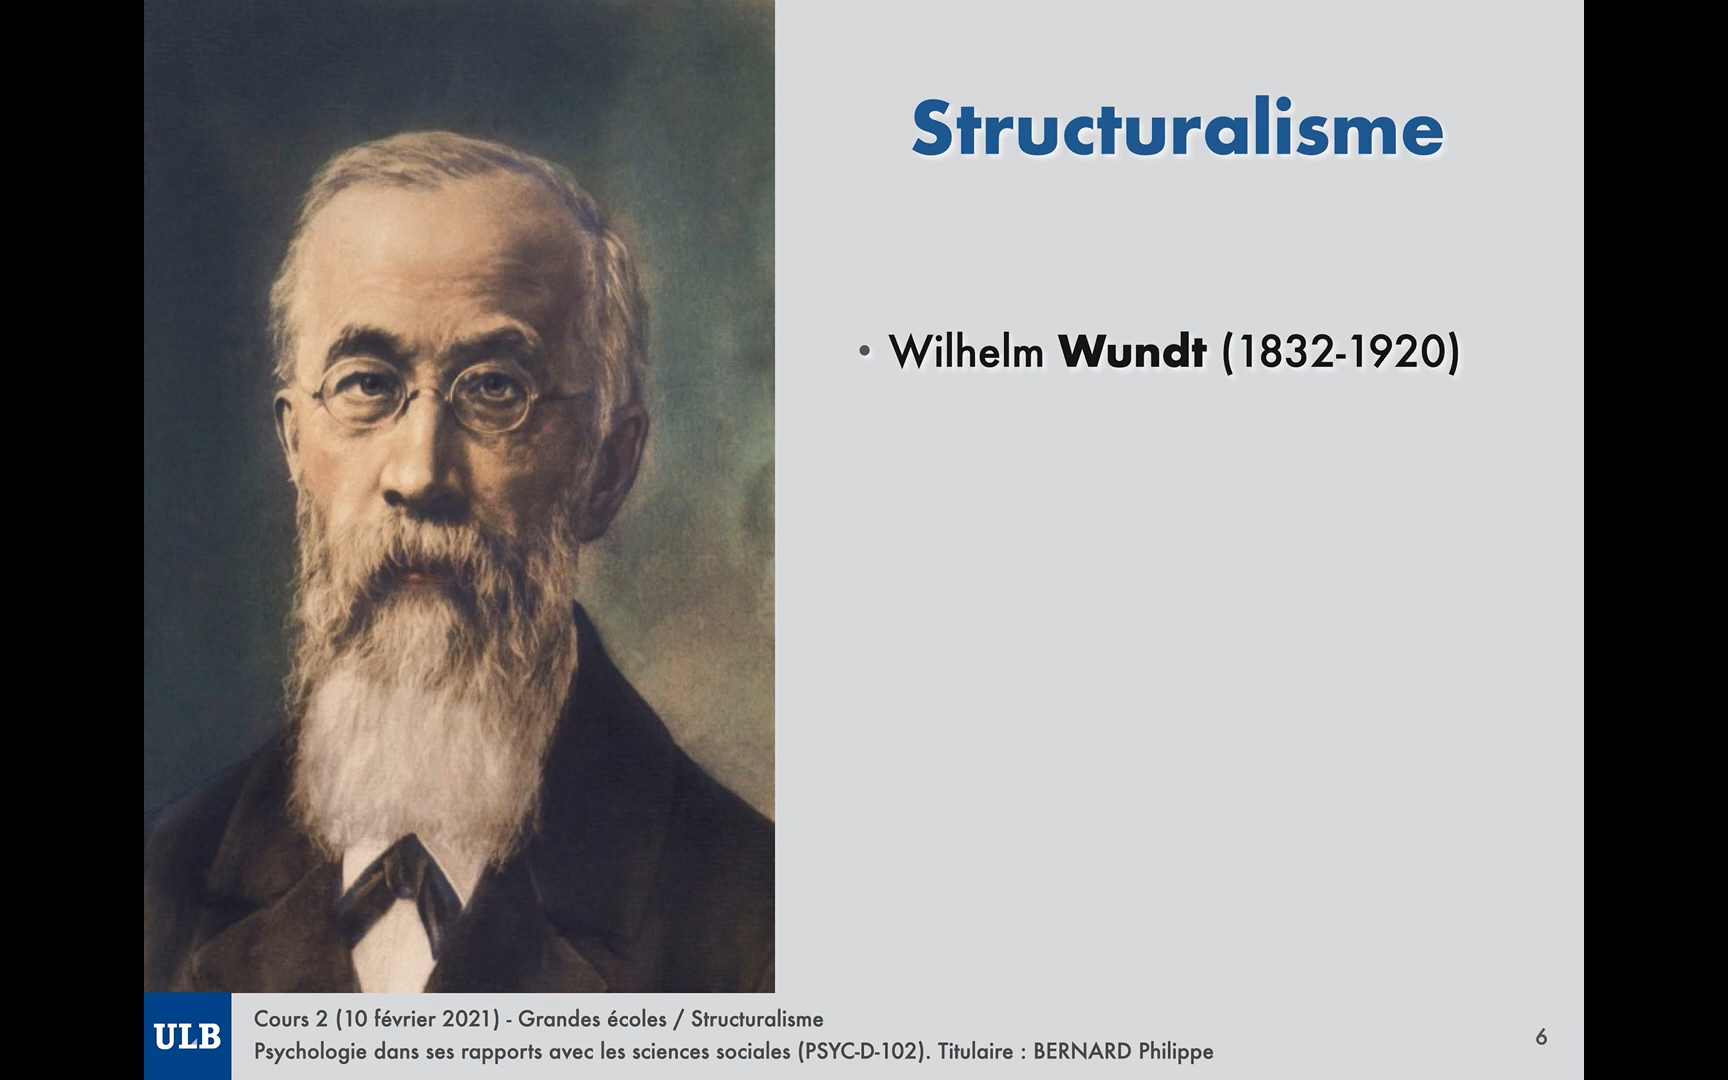 Structuralisme
• Wilhelm Wundt (1832-1920)
ULB
Cours 2 (10 février 2021) - Grandes écoles / Structuralisme
Psychologie dans ses rapports avec les sciences sociales (PSYC-D-102). Titulaire : BERNARD Philippe
6